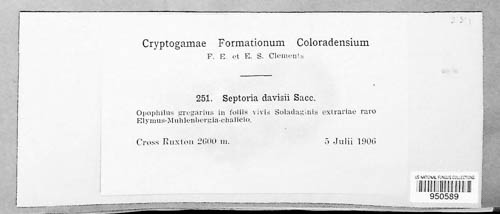 Cryptogamae Formationum Coloradensium
F. E. et E. S. Clements
251. Septoria davisii Sacc.
Opophilus gregarius in foliis vivis Soladaginis extrariae raro
Elymus-Muhlenbergia-chalicio.
Cross Ruxton 2600 m. 5 Julii 1906
US NATIONAL FUNGUS COLLECTIONS
950589